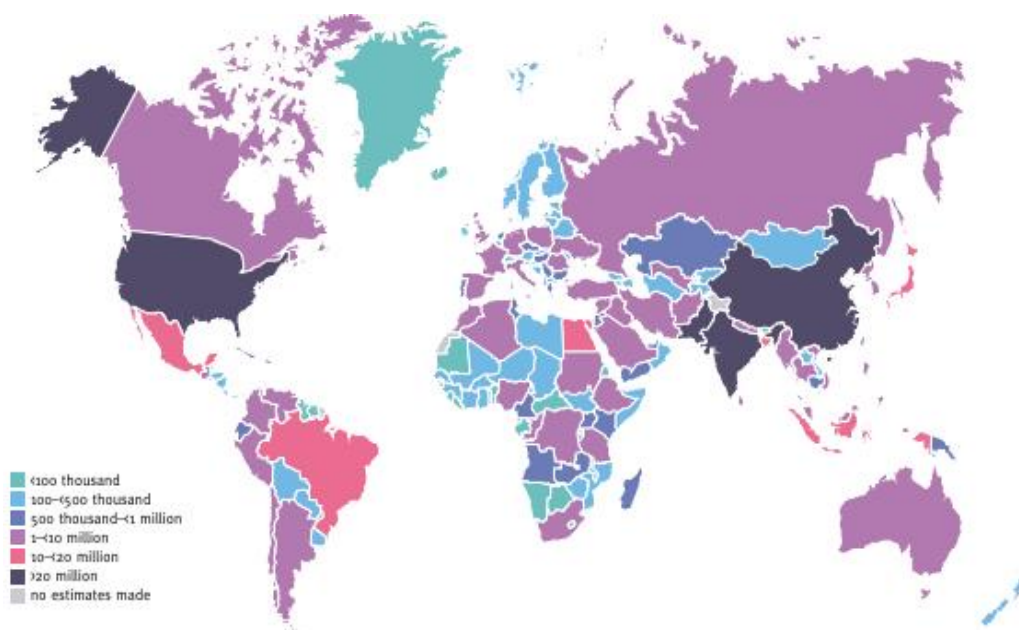 <100 thousand
100–<500 thousand
500 thousand–<1 million
1–<10 million
10–<20 million
>20 million
no estimates made